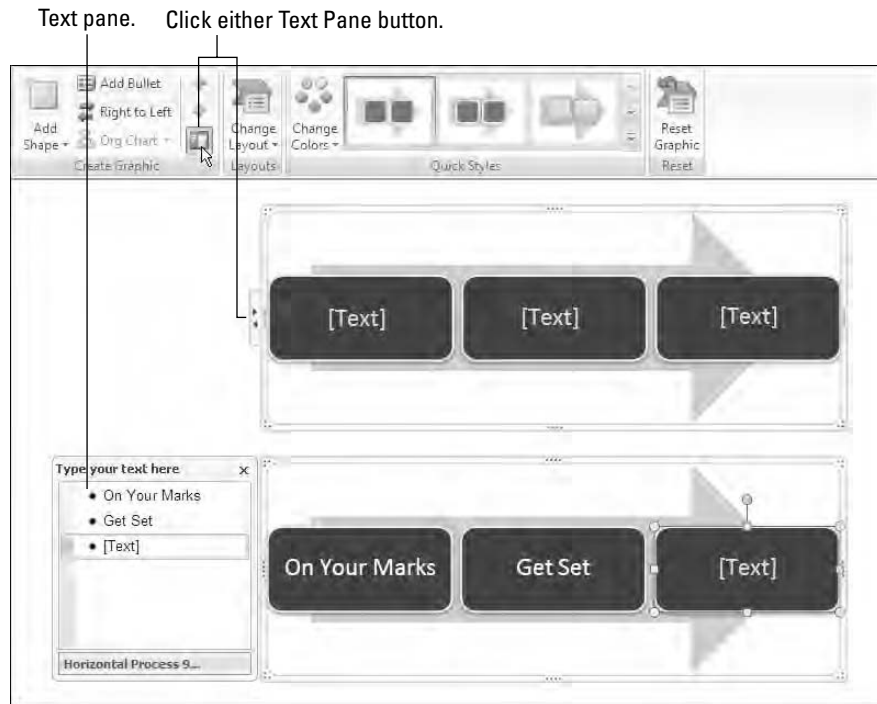 Text pane. Click either Text Pane button.
Add Bullet
Right to Left
Org Chart
Add
Shape
Create Graphic
Change
Layout
Layouts
Change
Colors
Quick Styles
Reset
Graphic
Reset
[Text] [Text] [Text]
Type your text here x
• On Your Marks
• Get Set
• [Text]
Horizontal Process 9...
On Your Marks Get Set [Text]